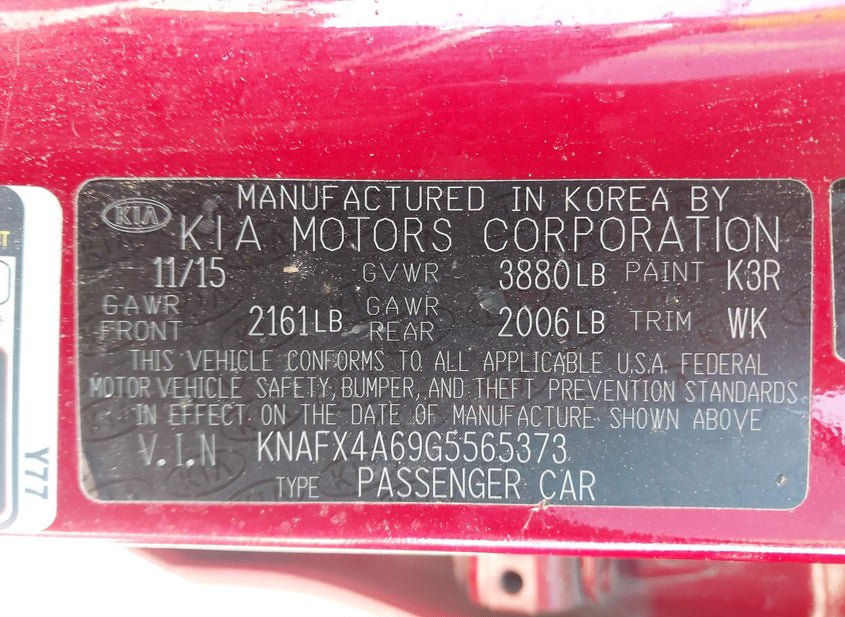 MANUFACTURED IN KOREA BY
KIA KIA MOTORS CORPORATION
11/15 GVWR 3880LB PAINT K3R
GAWR FRONT 2161LB GAWR REAR 2006LB TRIM WK
THIS VEHICLE CONFORMS TO ALL APPLICABLE U.S.A. FEDERAL
MOTOR VEHICLE SAFETY, BUMPER, AND THEFT PREVENTION STANDARDS
IN EFFECT ON THE DATE OF MANUFACTURE SHOWN ABOVE
V.I.N KNAFX4A69G5565373
TYPE PASSENGER CAR
Y77